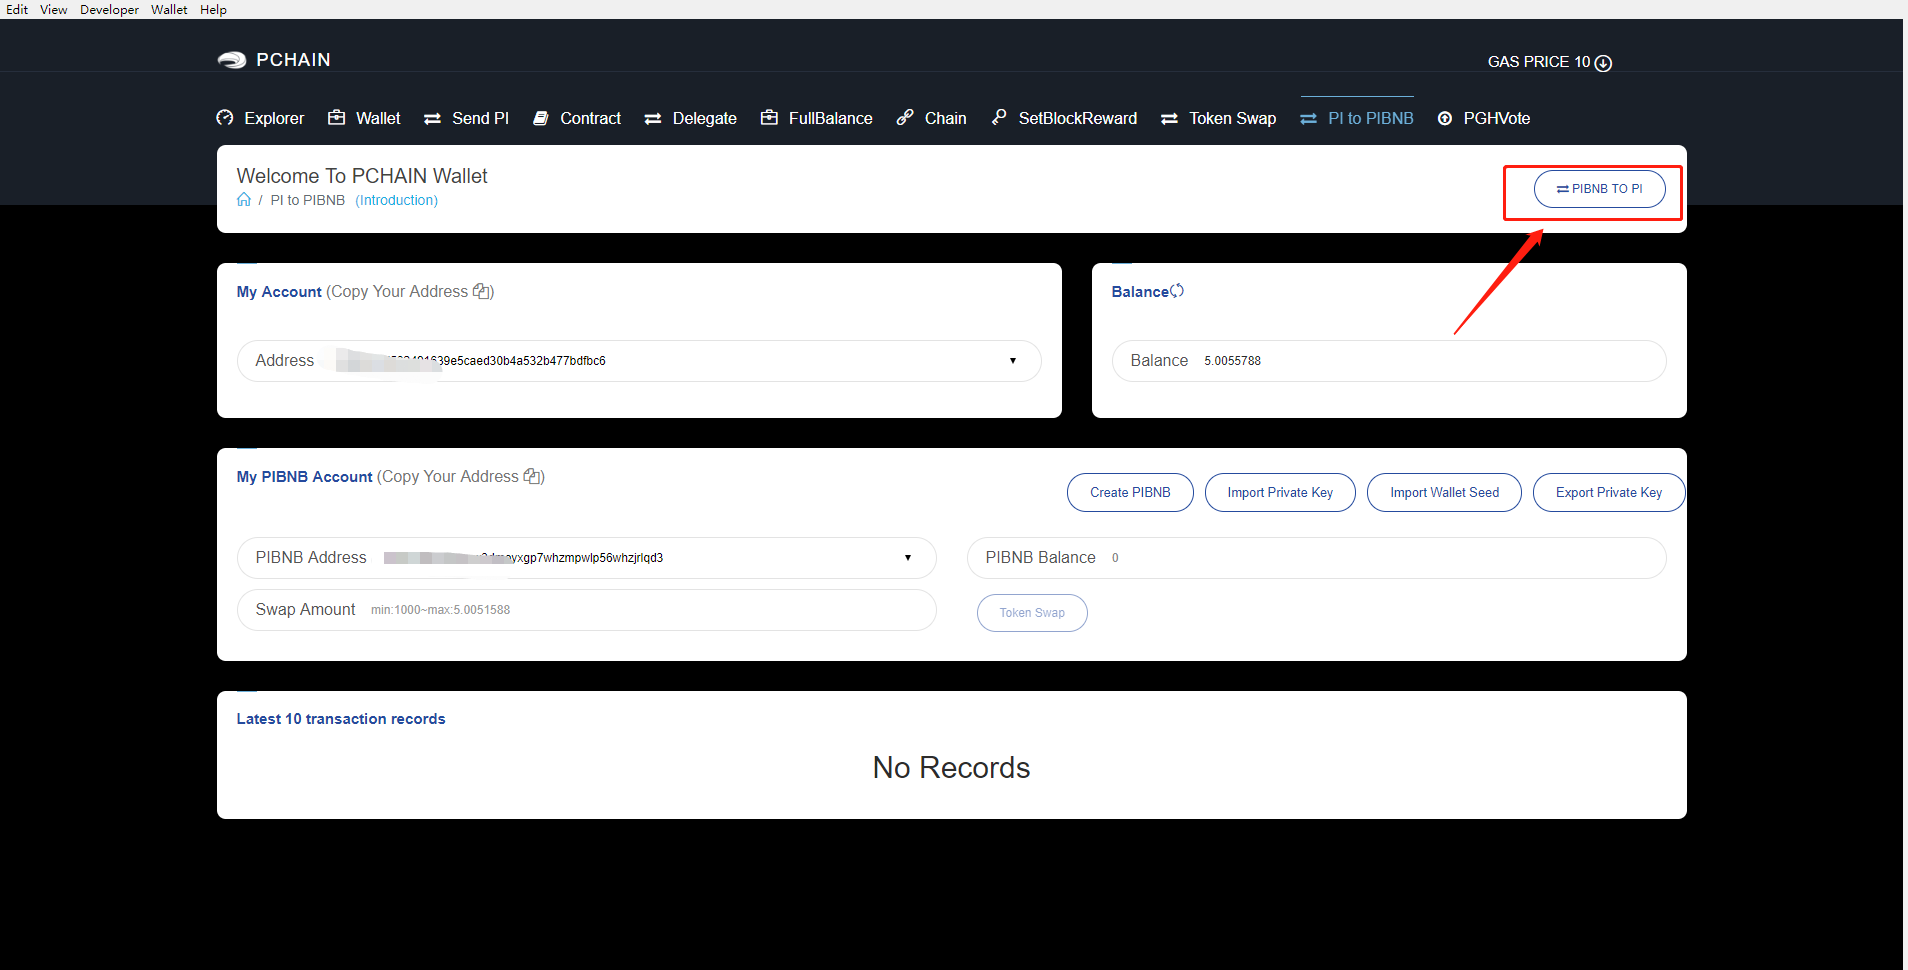 Edit View Developer Wallet Help
PCHAIN
GAS PRICE 10
Explorer Wallet Send PI Contract Delegate FullBalance Chain SetBlockReward Token Swap PI to PIBNB PGHVote
Welcome To PCHAIN Wallet
/ PI to PIBNB (Introduction)
PIBNB TO PI
My Account (Copy Your Address )
Address 39e5caed30b4a532b477bdfbc6
Balance
Balance 5.0055788
My PIBNB Account (Copy Your Address )
Create PIBNB Import Private Key Import Wallet Seed Export Private Key
PIBNB Address yxgp7whzmpwlp56whzjrlqd3
PIBNB Balance 0
Swap Amount min:1000~max:5.0051588
Token Swap
Latest 10 transaction records
No Records